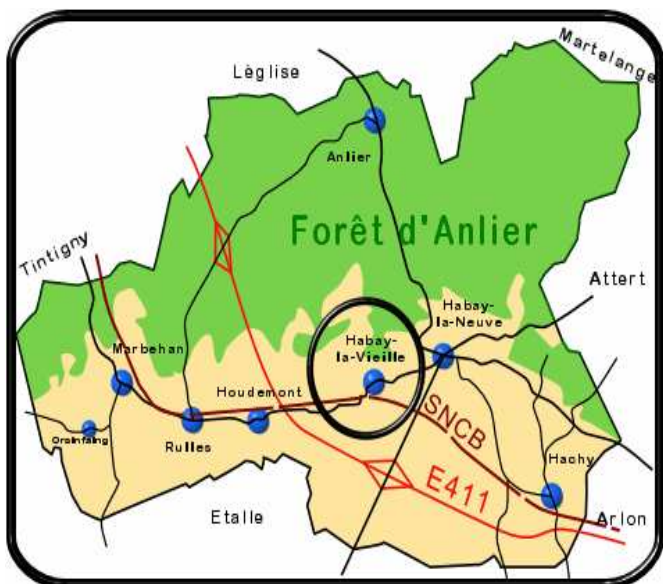 Martelange
Lèglise
Anlier
Forêt d'Anlier
Tintigny
Attert
Habay-
la-Neuve
Habay-
la-Vieille
Marbehan
Houdemont
SNCB
Orsinfaing
Rulles
Hachy
E411
Etalle
Arlon